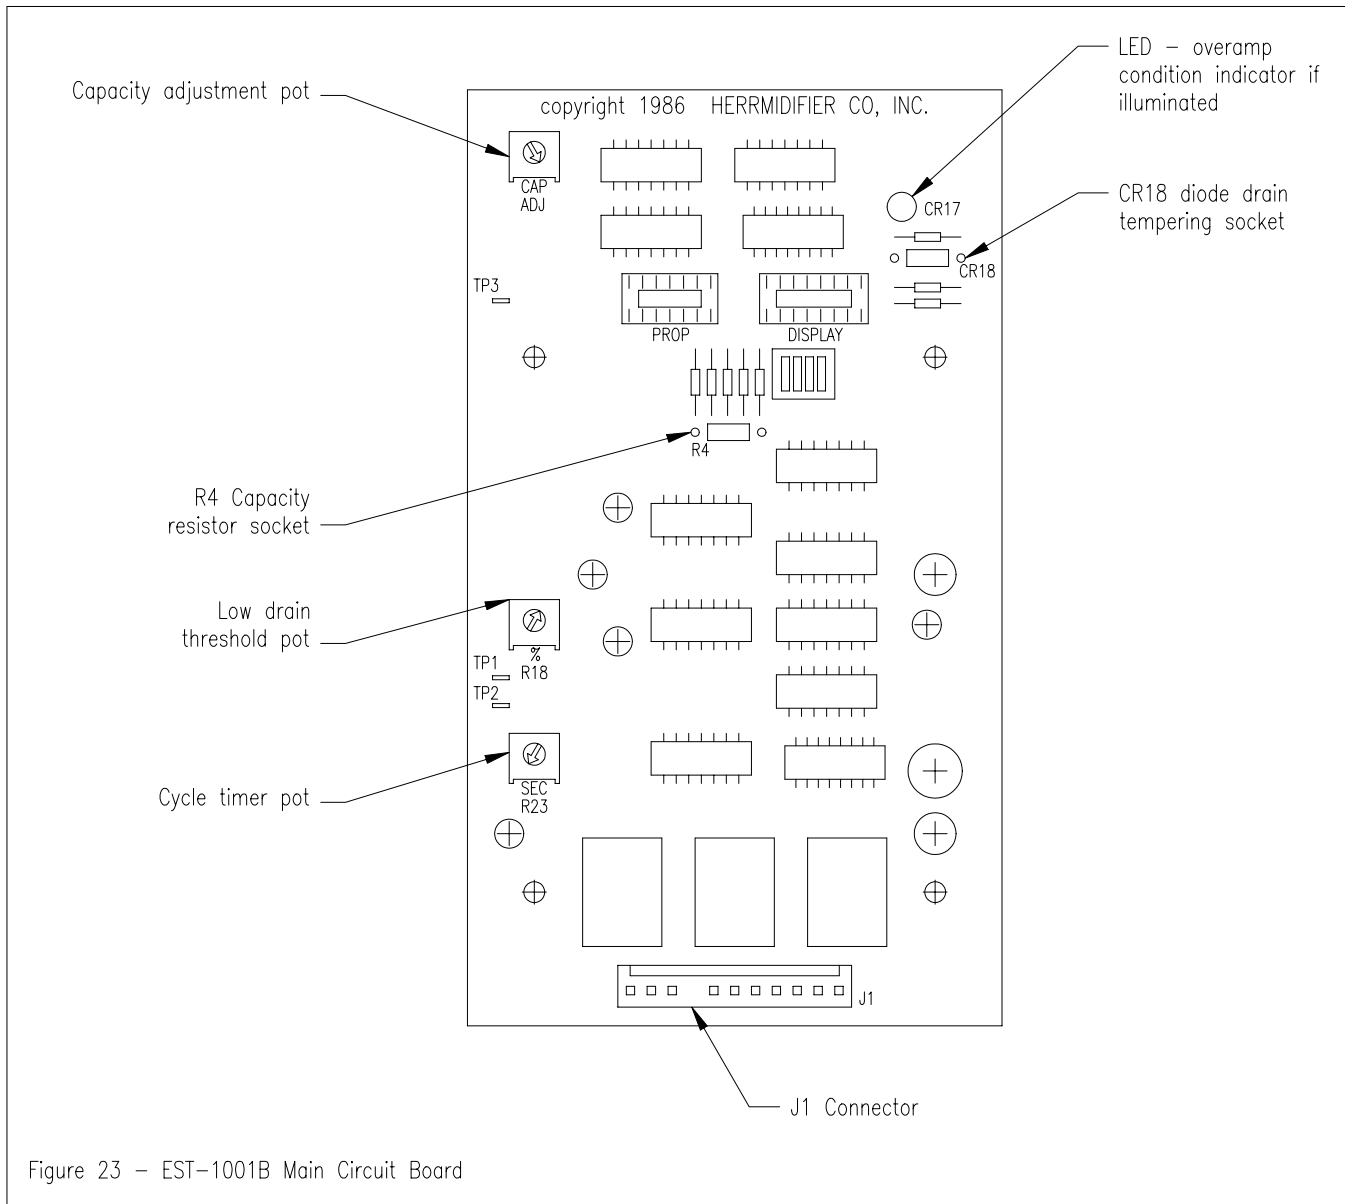 LED - overamp
condition indicator if
illuminated
Capacity adjustment pot
copyright 1986 HERRMIDIFIER CO, INC.
CAP
ADJ
CR17
CR18 diode drain
tempering socket
CR18
TP3
PROP
DISPLAY
R4
R4 Capacity
resistor socket
Low drain
threshold pot
%
R18
TP1
TP2
Cycle timer pot
SEC
R23
J1
J1 Connector
Figure 23 - EST-1001B Main Circuit Board